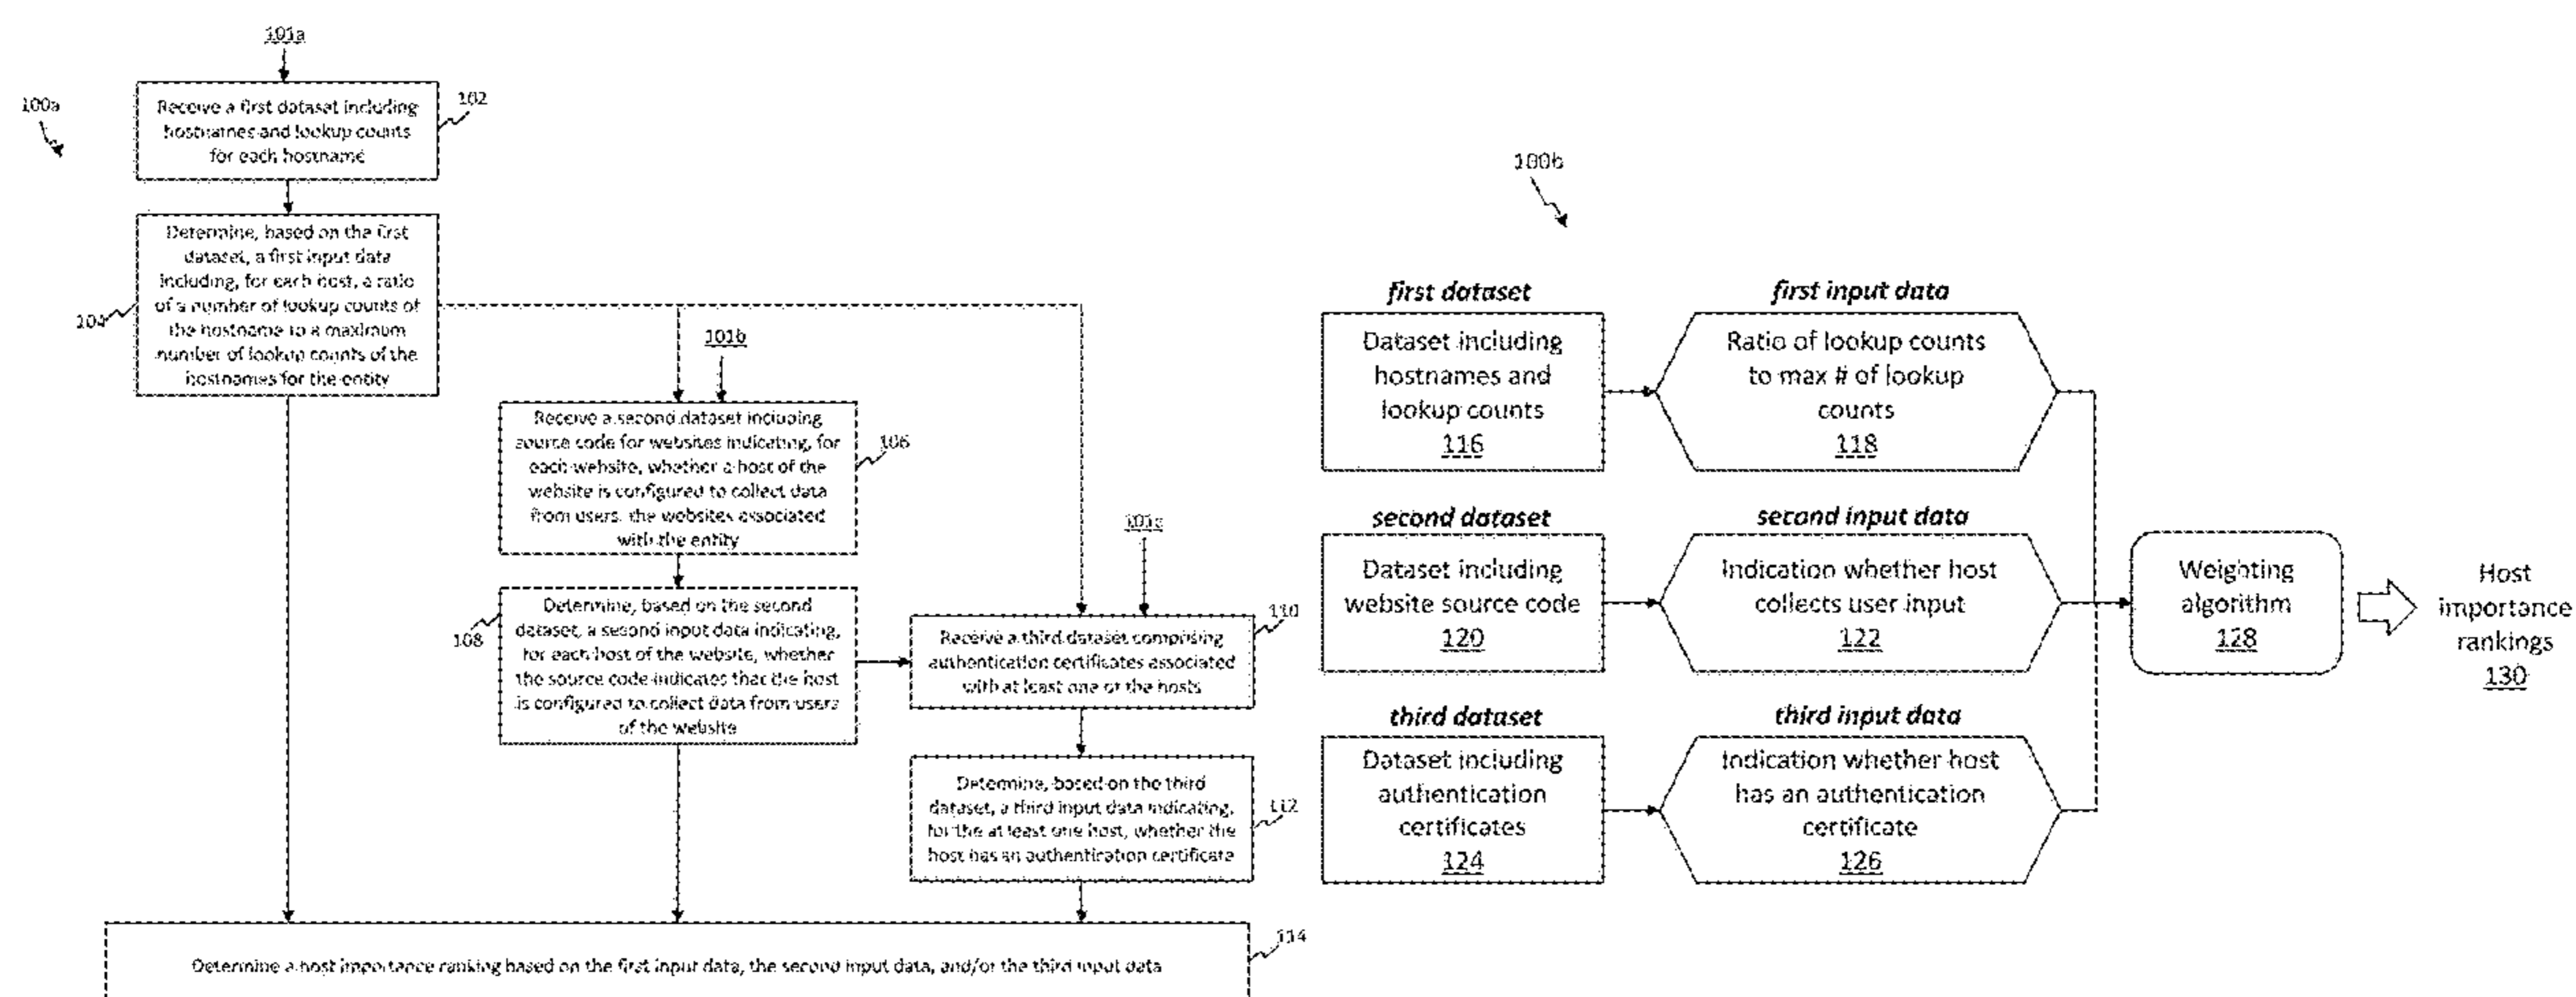 101a
100a
Receive a first dataset including
hostnames and lookup counts
for each hostname
102
Determine, based on the first
dataset, a first input data
including, for each host, a ratio
of a number of lookup counts of
the hostname to a maximum
number of lookup counts of the
hostnames for the entity
104
101b
Receive a second dataset including
source code for websites indicating, for
each website, whether a host of the
website is configured to collect data
from users, the websites associated
with the entity
106
Determine, based on the second
dataset, a second input data indicating,
for each host of the website, whether
the source code indicates that the host
is configured to collect data from users
of the website
108
101c
Receive a third dataset comprising
authentication certificates associated
with at least one of the hosts
110
Determine, based on the third
dataset, a third input data indicating,
for the at least one host, whether the
host has an authentication certificate
112
Determine a host importance ranking based on the first input data, the second input data, and/or the third input data
114
100b
first dataset
Dataset including
hostnames and
lookup counts
116
first input data
Ratio of lookup counts
to max # of lookup
counts
118
second dataset
Dataset including
website source code
120
second input data
Indication whether host
collects user input
122
third dataset
Dataset including
authentication
certificates
124
third input data
Indication whether host
has an authentication
certificate
126
Weighting
algorithm
128
Host
importance
rankings
130